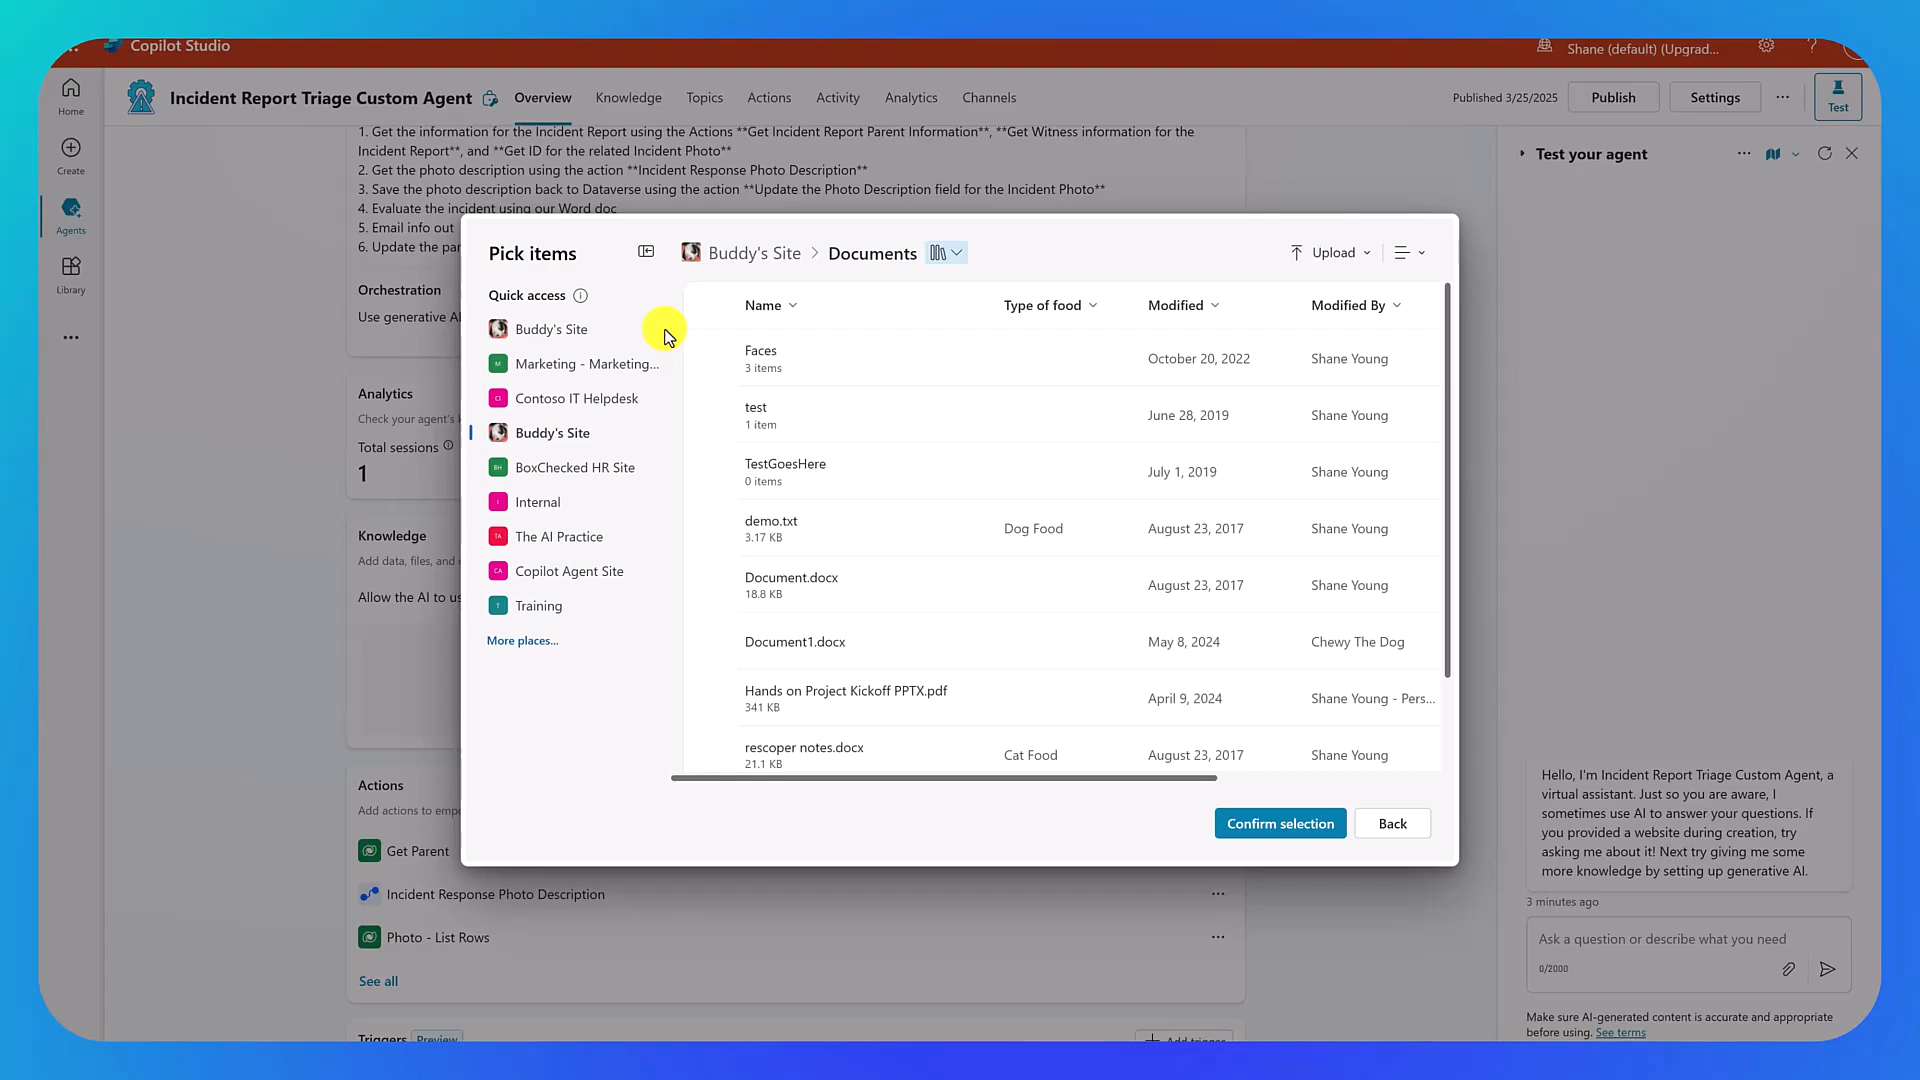 Copilot Studio
Shane (default) (Upgrad...
Home
Create
Agents
Library
Incident Report Triage Custom Agent
Overview
Knowledge
Topics
Actions
Activity
Analytics
Channels
Published 3/25/2025
Publish
Settings
Test
1. Get the information for the Incident Report using the Actions **Get Incident Report Parent Information**, **Get Witness information for the
Incident Report**, and **Get ID for the related Incident Photo**
2. Get the photo description using the action **Incident Response Photo Description**
3. Save the photo description back to Dataverse using the action **Update the Photo Description field for the Incident Photo**
4. Evaluate the incident using our Word doc
5. Email info out
6. Update the par
Orchestration
Use generative AI
Analytics
Check your agent's k
Total sessions
1
Knowledge
Add data, files, and
Allow the AI to us
Actions
Add actions to empo
Get Parent
Incident Response Photo Description
Photo - List Rows
See all
Triggers Preview
Add trigger
Pick items
Quick access
Buddy's Site
M
Marketing - Marketing...
CI
Contoso IT Helpdesk
Buddy's Site
BH
BoxChecked HR Site
I
Internal
TA
The AI Practice
CA
Copilot Agent Site
T
Training
More places...
Buddy's Site > Documents
Upload
Name
Type of food
Modified
Modified By
Faces
3 items
October 20, 2022
Shane Young
test
1 item
June 28, 2019
Shane Young
TestGoesHere
0 items
July 1, 2019
Shane Young
demo.txt
3.17 KB
Dog Food
August 23, 2017
Shane Young
Document.docx
18.8 KB
August 23, 2017
Shane Young
Document1.docx
May 8, 2024
Chewy The Dog
Hands on Project Kickoff PPTX.pdf
341 KB
April 9, 2024
Shane Young - Pers...
rescoper notes.docx
21.1 KB
Cat Food
August 23, 2017
Shane Young
Confirm selection
Back
Test your agent
Hello, I'm Incident Report Triage Custom Agent, a
virtual assistant. Just so you are aware, I
sometimes use AI to answer your questions. If
you provided a website during creation, try
asking me about it! Next try giving me some
more knowledge by setting up generative AI.
3 minutes ago
Ask a question or describe what you need
0/2000
Make sure AI-generated content is accurate and appropriate
before using. See terms